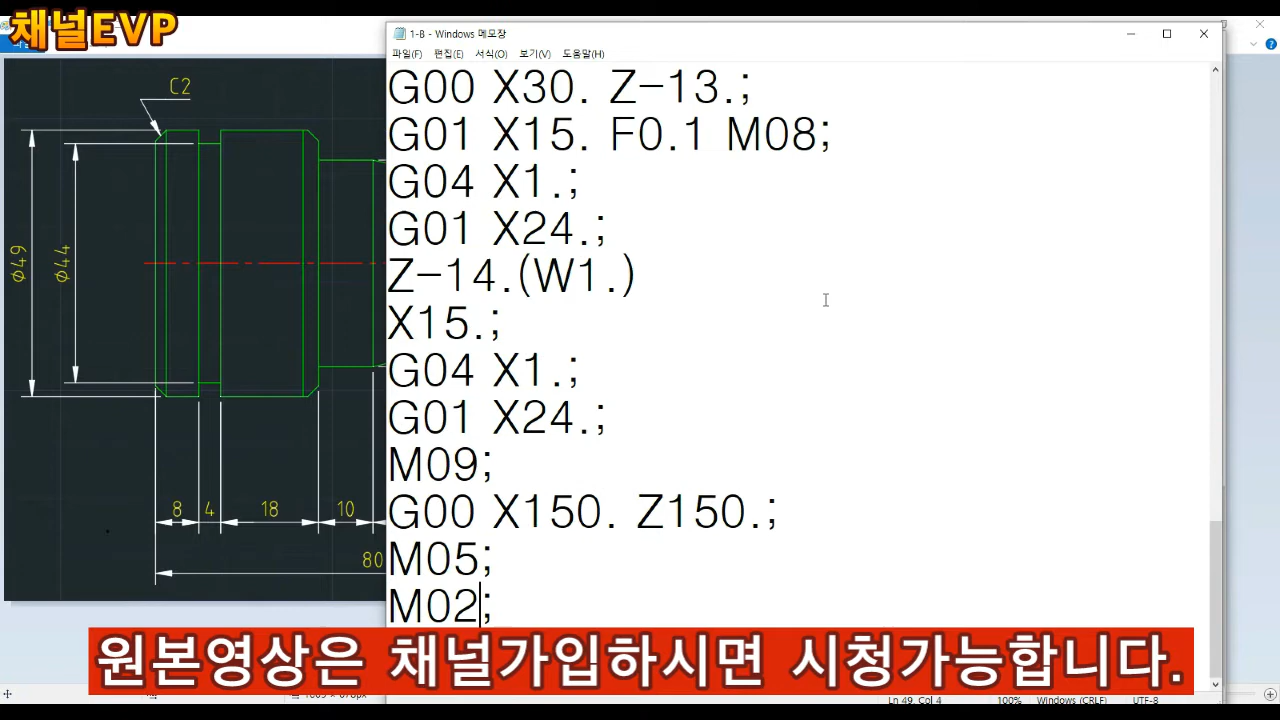 채널EVP
1-B - Windows 메모장
파일(F) 편집(E) 서식(O) 보기(V) 도움말(H)
G00 X30. Z-13.;
G01 X15. F0.1 M08;
G04 X1.;
G01 X24.;
Z-14.(W1.)
X15.;
G04 X1.;
G01 X24.;
M09;
G00 X150. Z150.;
M05;
M02;
C2
Ø49
Ø44
8 4 18 10
80
원본영상은 채널가입하시면 시청가능합니다.
Ln 49, Col 4 100% Windows (CRLF) UTF-8